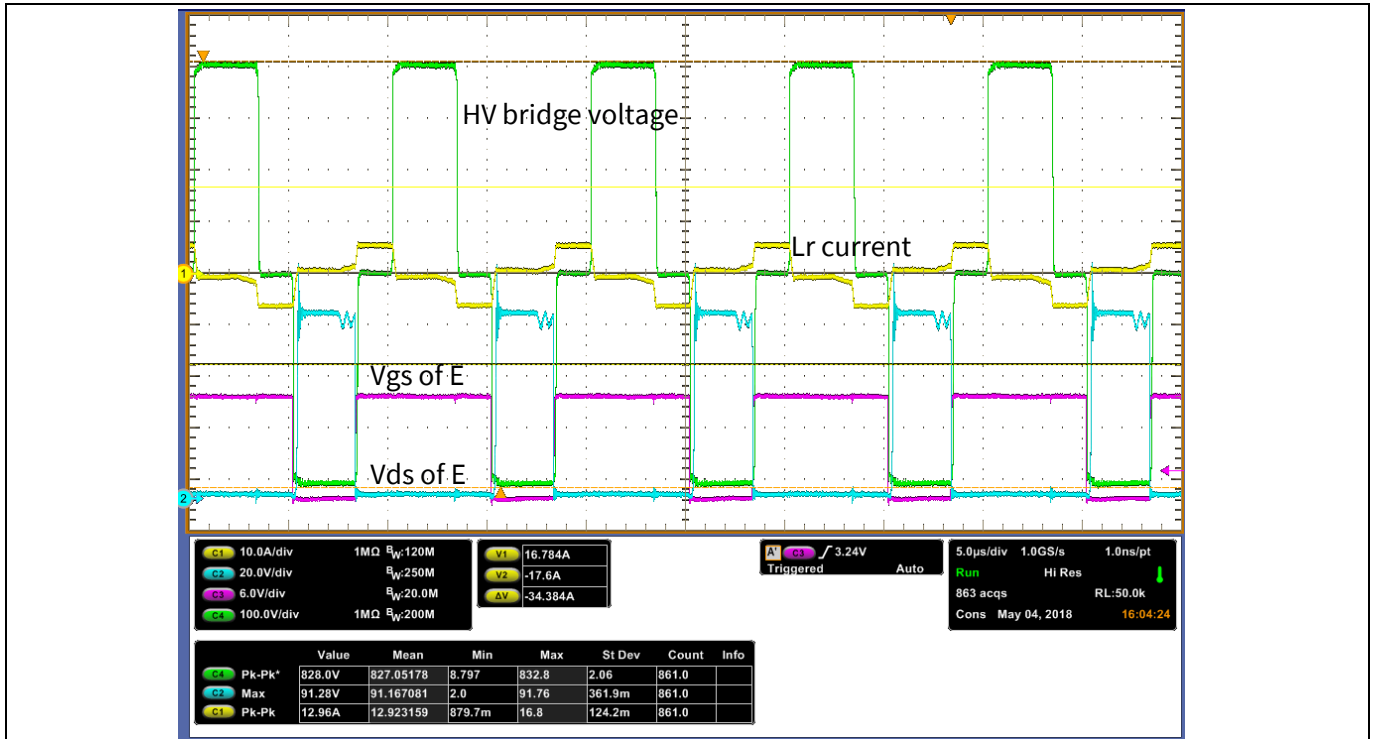 HV bridge voltage
Lr current
1
Vgs of E
Vds of E
2
C1 10.0A/div 1MΩ BW:120M
C2 20.0V/div BW:250M
C3 6.0V/div BW:20.0M
C4 100.0V/div 1MΩ BW:200M
V1 16.784A
V2 -17.6A
ΔV -34.384A
A' C3 3.24V
Triggered Auto
5.0µs/div 1.0GS/s 1.0ns/pt
Run Hi Res
863 acqs RL:50.0k
Cons May 04, 2018 16:04:24
Value Mean Min Max St Dev Count Info
C4 Pk-Pk* 828.0V 827.05178 8.797 832.8 2.06 861.0
C2 Max 91.28V 91.167081 2.0 91.76 361.9m 861.0
C1 Pk-Pk 12.96A 12.923159 879.7m 16.8 124.2m 861.0